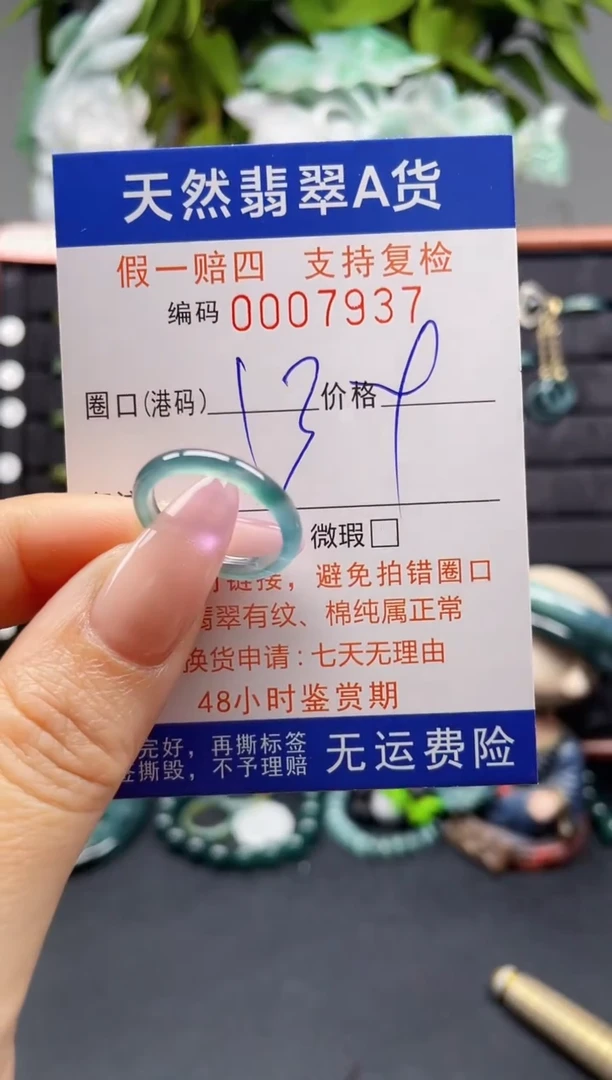 天然翡翠A货
假一赔四 支持复检
编码 0007937
圈口(港码) 13 价格
微瑕□
链接，避免拍错圈口
翡翠有纹、棉纯属正常
换货申请：七天无理由
48小时鉴赏期
完好，再撕标签
撕毁，不予理赔
无运费险